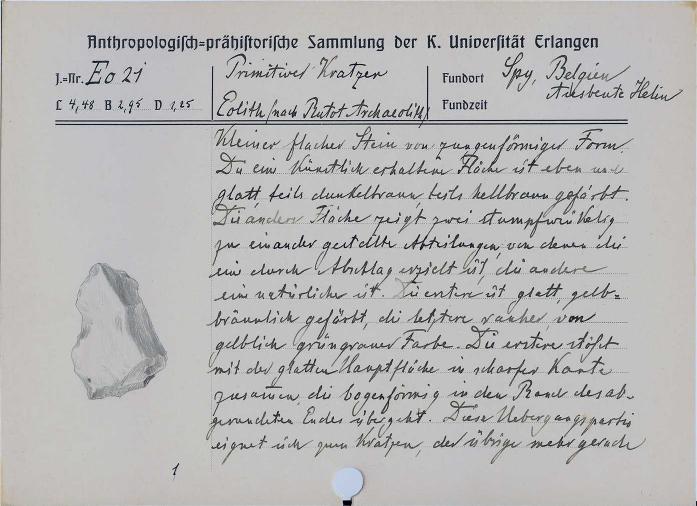 Anthropologisch=prähistorische Sammlung der K. Universität Erlangen
J.=Nr. Eo 21
Primitiver Kratzer
Fundort Spy, Belgien
Ausbeute Helin
L 4,48 B 2,95 D 1,25
Eolith (nach Rutot Archaeolith)
Fundzeit
Kleiner flacher Stein von zungenförmiger Form.
Die eine künstlich erhaltene Fläche ist eben und
glatt, teils dunkelbraun teils hellbraun gefärbt.
Die andere Fläche zeigt zwei stumpfwinkelig
zu einander gestellte Abteilungen, von denen die
eine durch Abschlag erzielt ist, die andere
eine natürliche ist. Die erstere ist glatt, gelb=
bräunlich gefärbt, die letztere rauher, von
gelblich grüngrauer Farbe. Die erstere stößt
mit der glatten Hauptfläche in scharfer Kante
zusammen, die bogenförmig in den Rand des ab=
gerundeten Endes übergeht. Diese Uebergangspartie
eignet sich zum Kratzen, der übrige mehr gerade
1